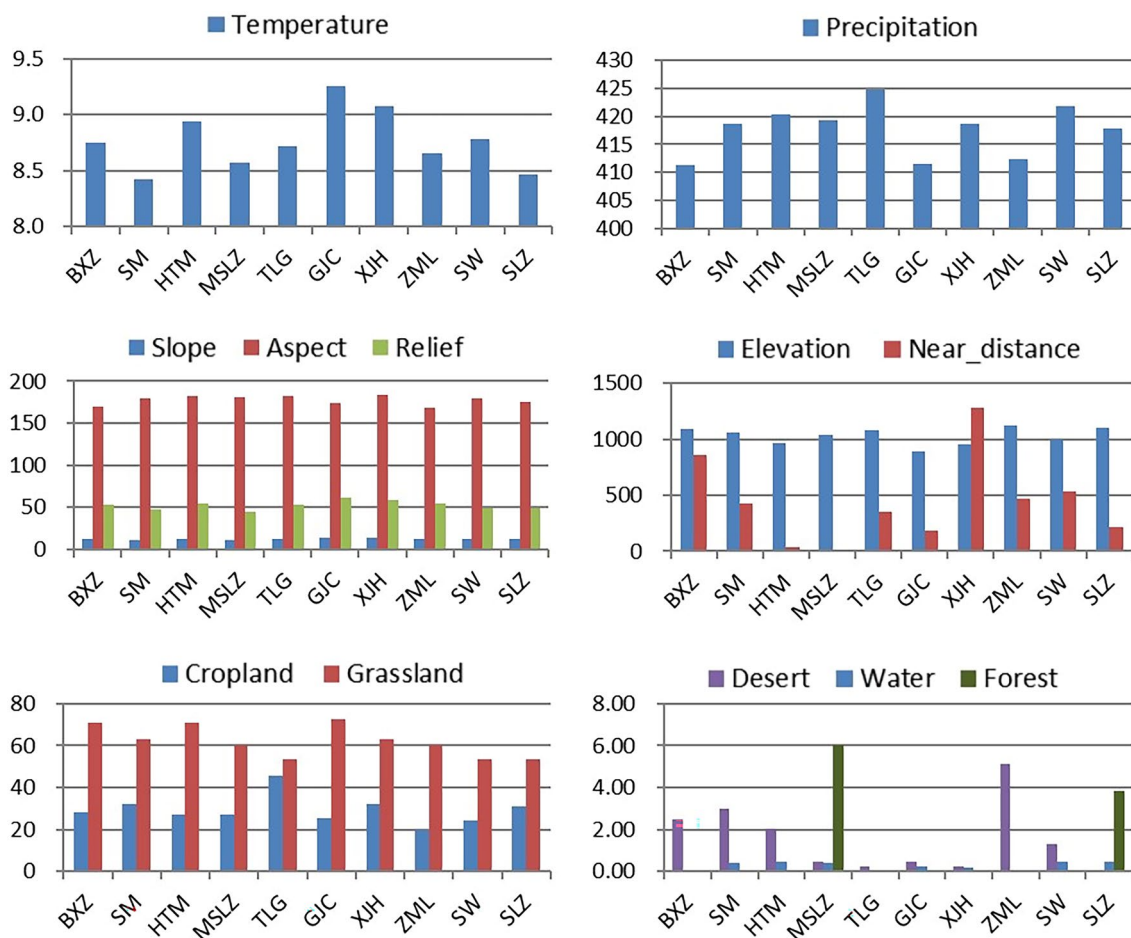 Temperature
9.5
9.0
8.5
8.0
BXZ SM HTM MSLZ TLG GJC XJH ZML SW SLZ
Precipitation
430
425
420
415
410
405
400
BXZ SM HTM MSLZ TLG GJC XJH ZML SW SLZ
Slope Aspect Relief
200
150
100
50
0
BXZ SM HTM MSLZ TLG GJC XJH ZML SW SLZ
Elevation Near_distance
1500
1000
500
0
BXZ SM HTM MSLZ TLG GJC XJH ZML SW SLZ
Cropland Grassland
80
60
40
20
0
BXZ SM HTM MSLZ TLG GJC XJH ZML SW SLZ
Desert Water Forest
8.00
6.00
4.00
2.00
0.00
BXZ SM HTM MSLZ TLG GJC XJH ZML SW SLZ